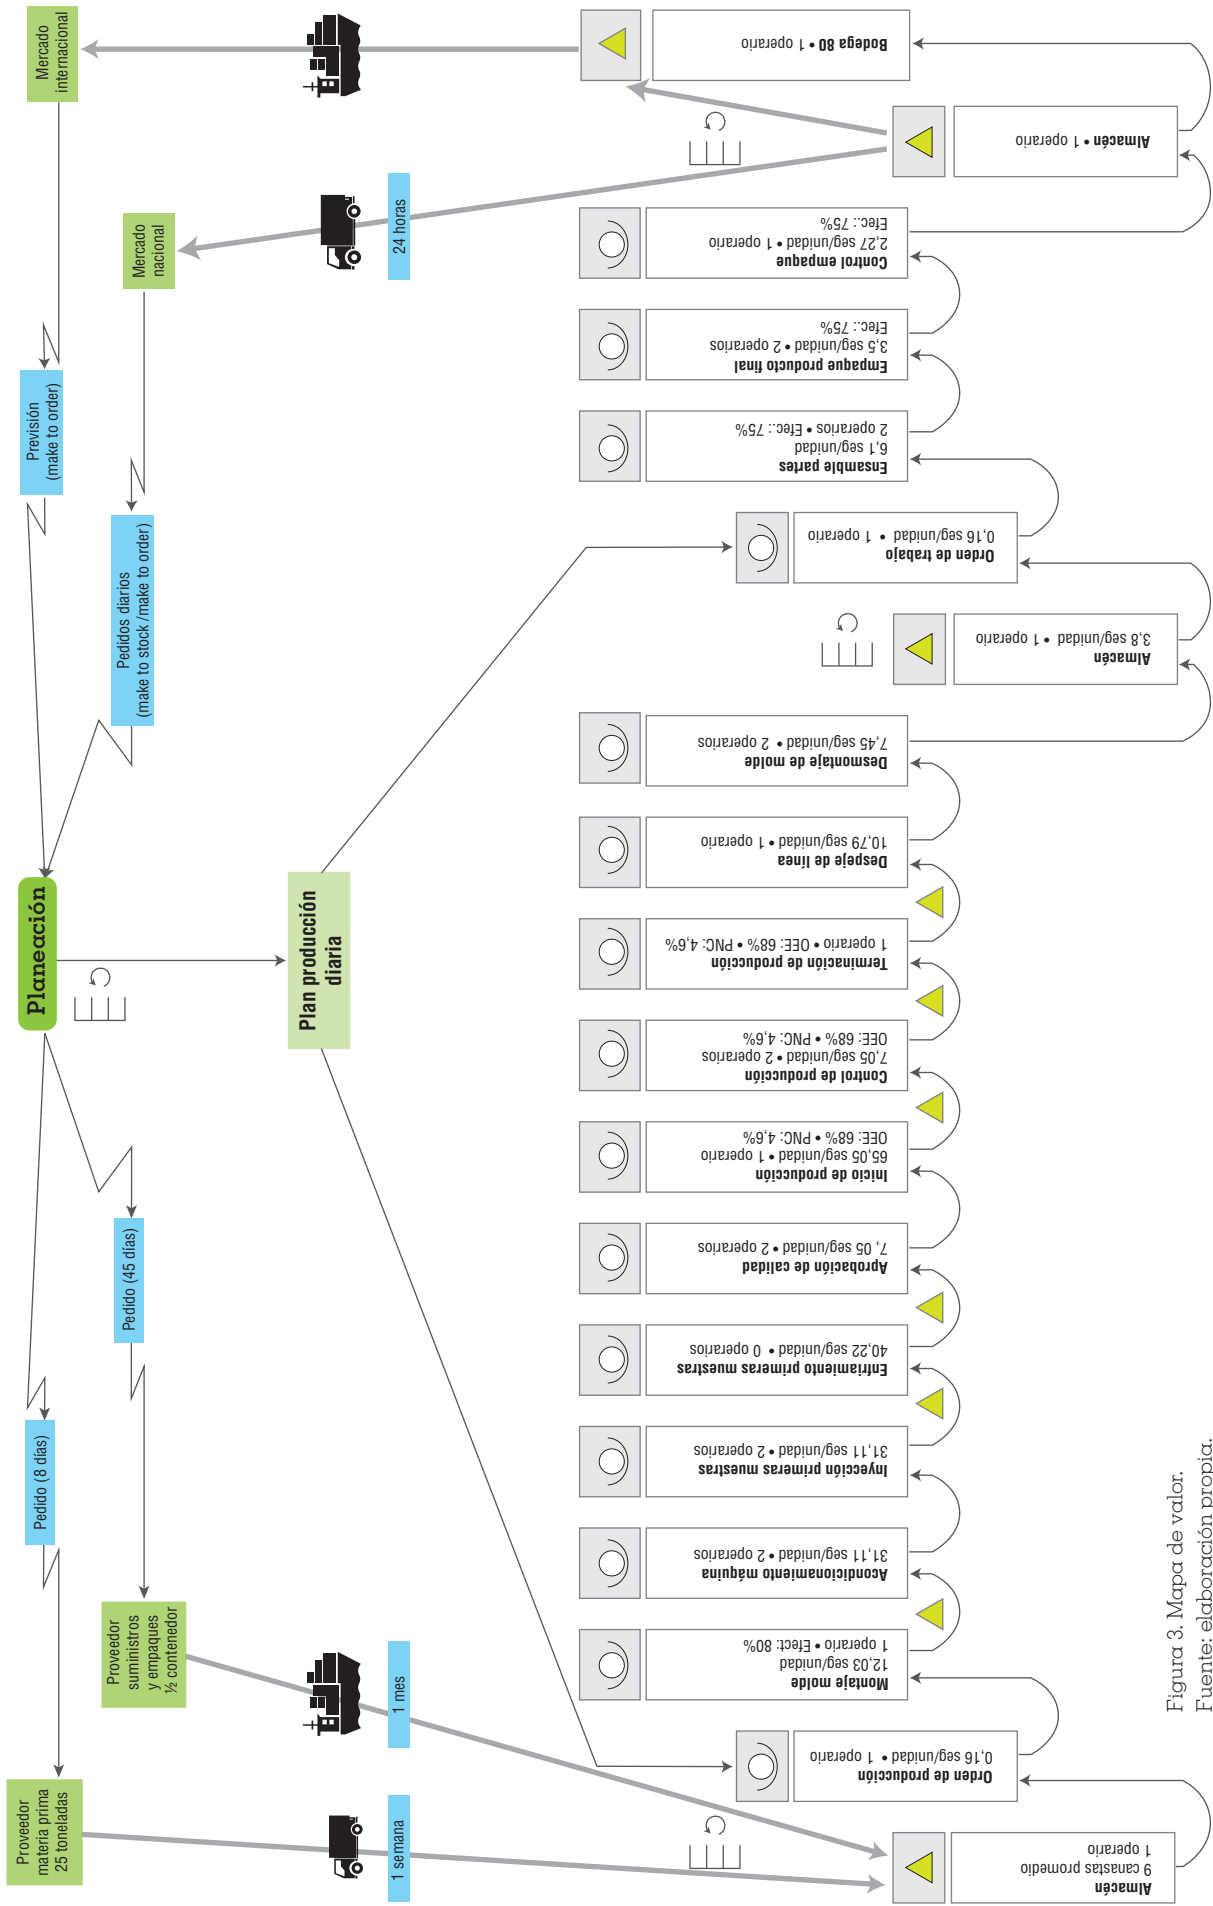 Proveedor
materia prima
25 toneladas
Pedido (8 días)
Proveedor
suministros
y empaques
½ contenedor
Pedido (45 días)
Planeación
Previsión
(make to order)
Pedidos diarios
(make to stock /make to order)
Mercado
internacional
Mercado
nacional
1 semana
1 mes
Plan producción
diaria
24 horas
Almacén
9 canastas promedio
1 operario
Orden de producción
0,16 seg/unidad • 1 operario
Montaje molde
12,03 seg/unidad
1 operario • Efect: 80%
Acondicionamiento máquina
31,11 seg/unidad • 2 operarios
Inyección primeras muestras
31,11 seg/unidad • 2 operarios
Enfriamiento primeras muestras
40,22 seg/unidad • 0 operarios
Aprobación de calidad
7, 05 seg/unidad • 2 operarios
Inicio de producción
65,05 seg/unidad • 1 operario
OEE: 68% • PNC: 4,6%
Control de producción
7,05 seg/unidad • 2 operarios
OEE: 68% • PNC: 4,6%
Terminación de producción
1 operario • OEE: 68% • PNC: 4,6%
Despeje de línea
10,79 seg/unidad • 1 operario
Desmontaje de molde
7,45 seg/unidad • 2 operarios
Almacén
3,8 seg/unidad • 1 operario
Orden de trabajo
0,16 seg/unidad • 1 operario
Ensamble partes
6,1 seg/unidad
2 operarios • Efec.: 75%
Empaque producto final
3,5 seg/unidad • 2 operarios
Efec.: 75%
Control empaque
2,27 seg/unidad • 1 operario
Efec.: 75%
Almacén • 1 operario
Bodega 80 • 1 operario
Figura 3. Mapa de valor.
Fuente: elaboración propia.